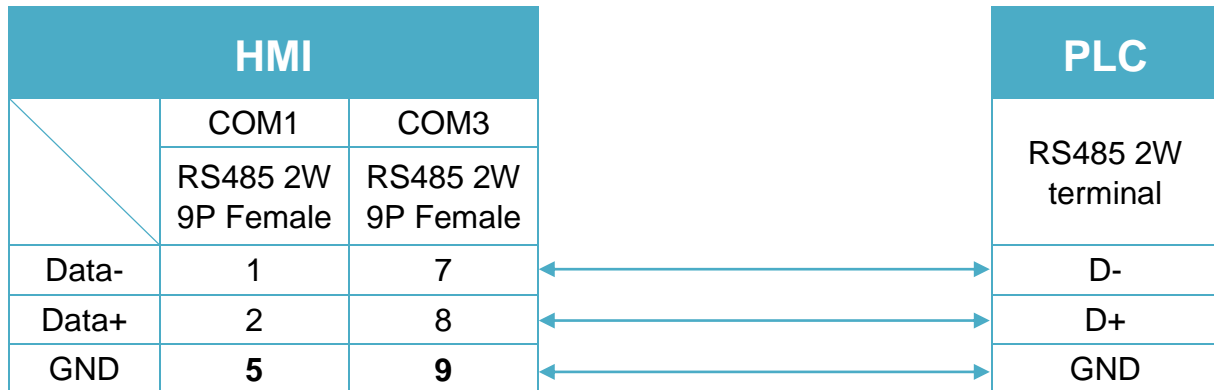 HMI PLC
COM1 COM3
RS485 2W
9P Female
RS485 2W
9P Female
RS485 2W
terminal
Data- 1 7 D-
Data+ 2 8 D+
GND 5 9 GND